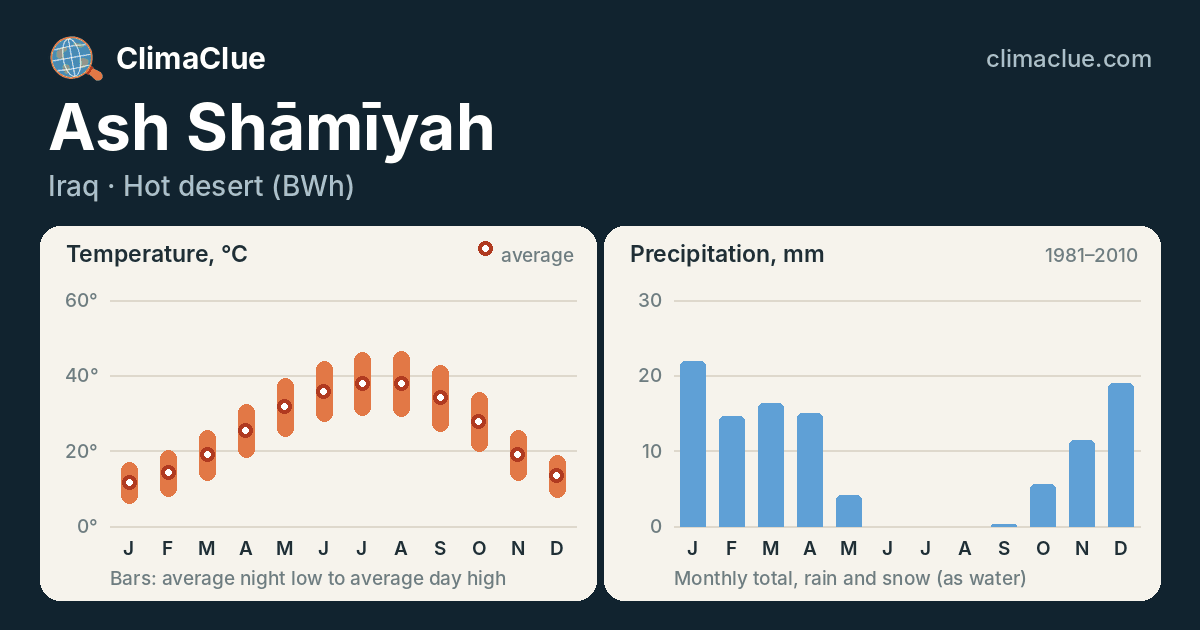 ClimaClue
climaclue.com
Ash Shāmīyah
Iraq · Hot desert (BWh)
Temperature, °C
average
60°
40°
20°
0°
J F M A M J J A S O N D
Bars: average night low to average day high
Precipitation, mm
1981–2010
30
20
10
0
J F M A M J J A S O N D
Monthly total, rain and snow (as water)